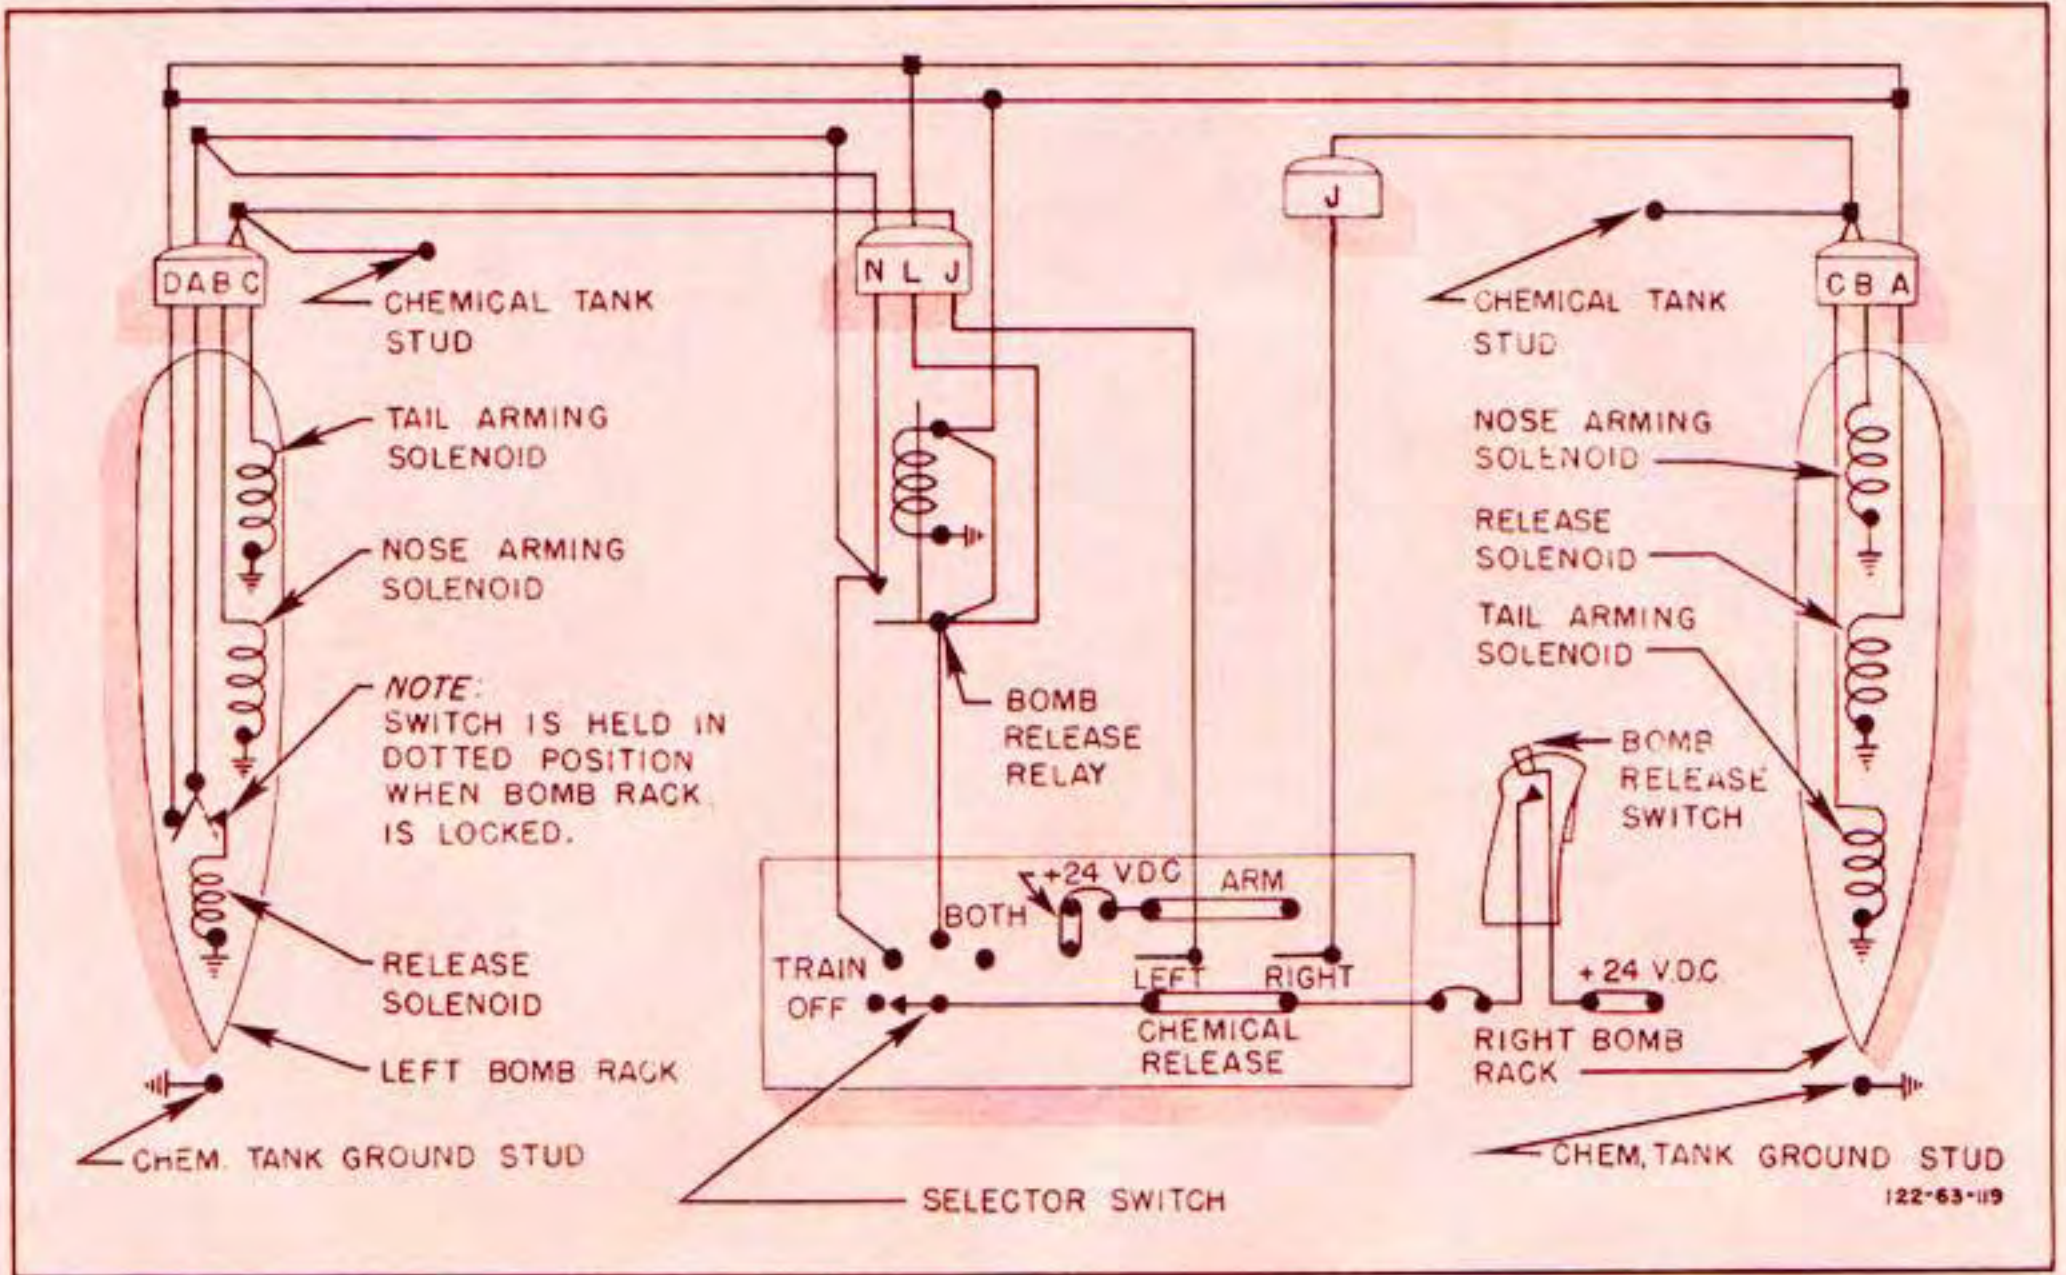 J
N L J
D A B C
C B A
CHEMICAL TANK
STUD
CHEMICAL TANK
STUD
TAIL ARMING
SOLENOID
NOSE ARMING
SOLENOID
NOSE ARMING
SOLENOID
RELEASE
SOLENOID
TAIL ARMING
SOLENOID
NOTE:
SWITCH IS HELD IN
DOTTED POSITION
WHEN BOMB RACK
IS LOCKED.
BOMB
RELEASE
RELAY
BOMB
RELEASE
SWITCH
+24 V.D.C
ARM
BOTH
TRAIN
OFF
LEFT
RIGHT
CHEMICAL
RELEASE
+24 V.D.C.
RELEASE
SOLENOID
RIGHT BOMB
RACK
LEFT BOMB RACK
CHEM. TANK GROUND STUD
CHEM. TANK GROUND STUD
SELECTOR SWITCH
122-63-119